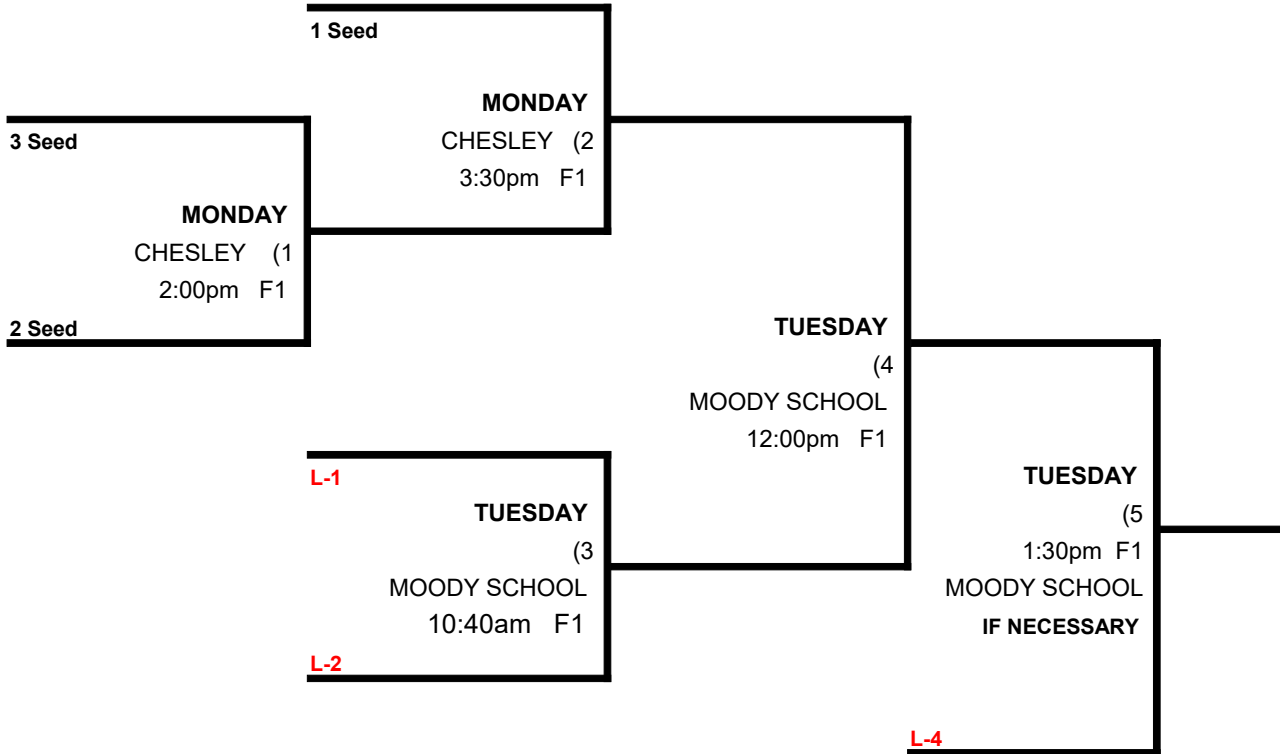 1 Seed
MONDAY
CHESLEY (2
3:30pm F1
3 Seed
MONDAY
CHESLEY (1
2:00pm F1
2 Seed
TUESDAY
(4
MOODY SCHOOL
12:00pm F1
L-1
TUESDAY
(3
MOODY SCHOOL
10:40am F1
L-2
TUESDAY
(5
1:30pm F1
MOODY SCHOOL
IF NECESSARY
L-4